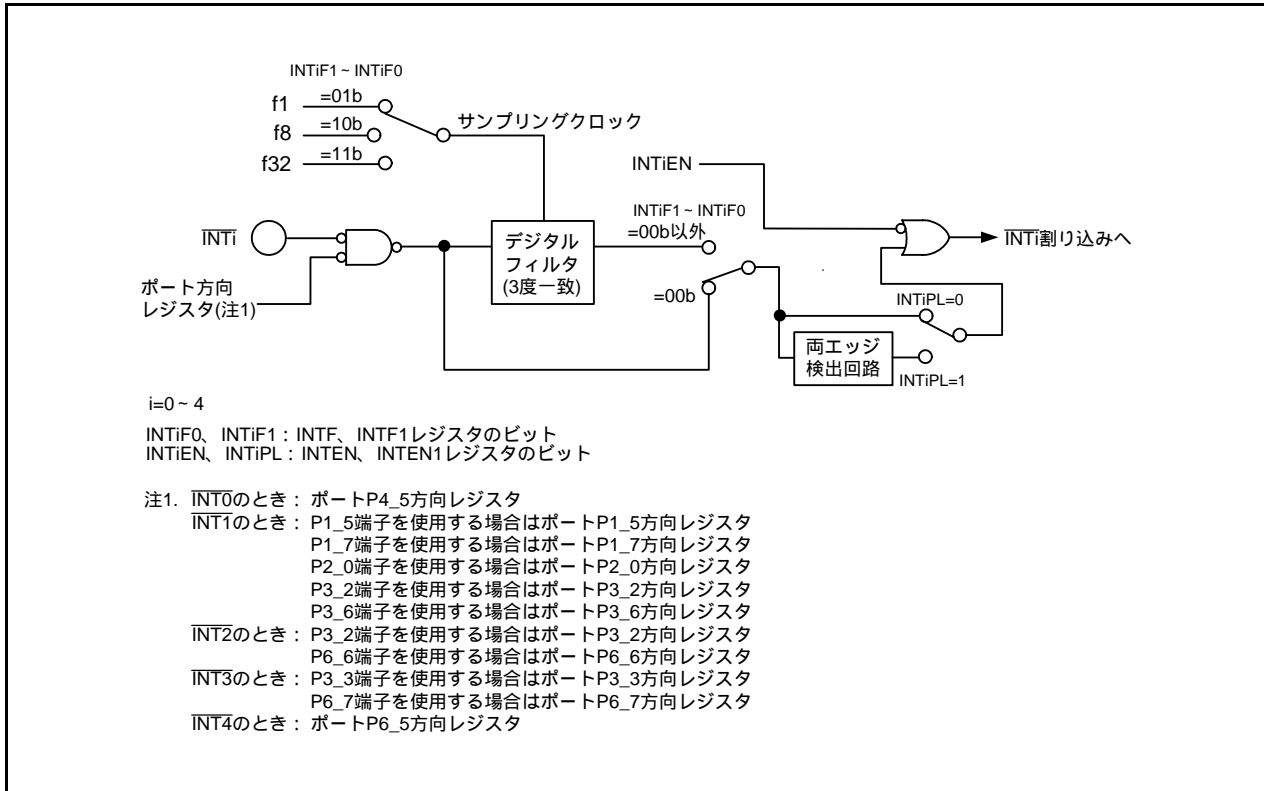 INTiF1 ~ INTiF0
f1 =01b
f8 =10b
f32 =11b
サンプリングクロック
INTiEN
INTi
ポート方向
レジスタ(注1)
デジタル
フィルタ
(3度一致)
INTiF1 ~ INTiF0
=00b以外
=00b
INTi割り込みへ
INTiPL=0
両エッジ
検出回路
INTiPL=1
i=0 ~ 4
INTiF0、INTiF1：INTF、INTF1レジスタのビット
INTiEN、INTiPL：INTEN、INTEN1レジスタのビット
注1. INT0のとき：ポートP4_5方向レジスタ
INT1のとき：P1_5端子を使用する場合はポートP1_5方向レジスタ
P1_7端子を使用する場合はポートP1_7方向レジスタ
P2_0端子を使用する場合はポートP2_0方向レジスタ
P3_2端子を使用する場合はポートP3_2方向レジスタ
P3_6端子を使用する場合はポートP3_6方向レジスタ
INT2のとき：P3_2端子を使用する場合はポートP3_2方向レジスタ
P6_6端子を使用する場合はポートP6_6方向レジスタ
INT3のとき：P3_3端子を使用する場合はポートP3_3方向レジスタ
P6_7端子を使用する場合はポートP6_7方向レジスタ
INT4のとき：ポートP6_5方向レジスタ